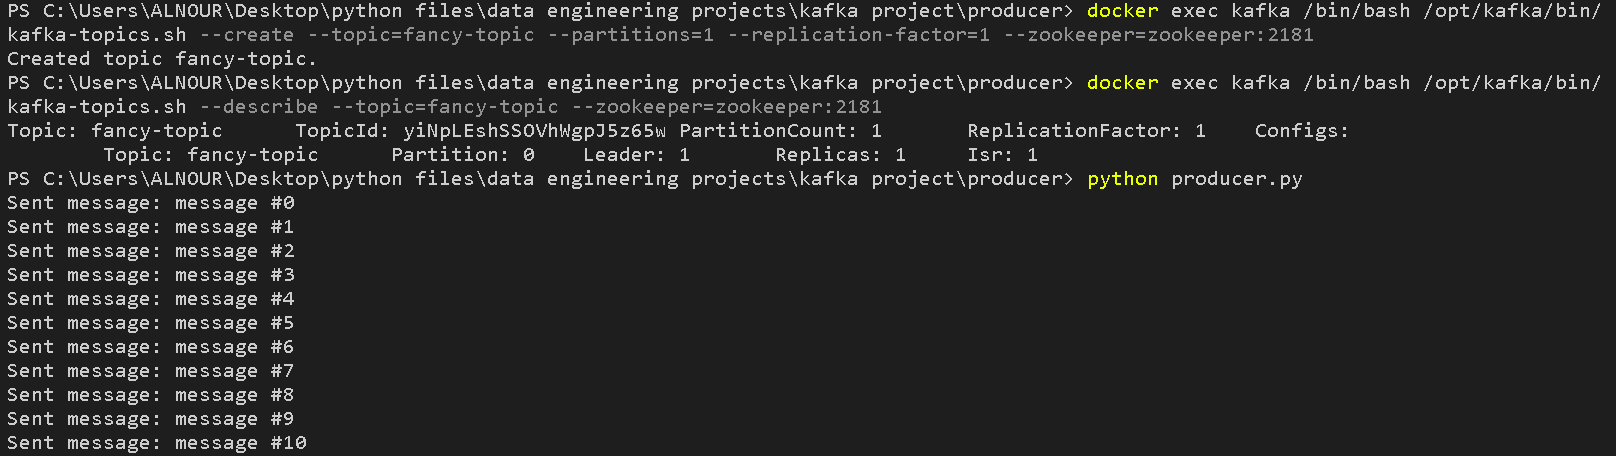 PS C:\Users\ALNOUR\Desktop\python files\data engineering projects\kafka project\producer> docker exec kafka /bin/bash /opt/kafka/bin/
kafka-topics.sh --create --topic=fancy-topic --partitions=1 --replication-factor=1 --zookeeper=zookeeper:2181
Created topic fancy-topic.
PS C:\Users\ALNOUR\Desktop\python files\data engineering projects\kafka project\producer> docker exec kafka /bin/bash /opt/kafka/bin/
kafka-topics.sh --describe --topic=fancy-topic --zookeeper=zookeeper:2181
Topic: fancy-topic      TopicId: yiNpLEshSSOVhWgpJ5z65w PartitionCount: 1       ReplicationFactor: 1    Configs:
        Topic: fancy-topic      Partition: 0    Leader: 1       Replicas: 1     Isr: 1
PS C:\Users\ALNOUR\Desktop\python files\data engineering projects\kafka project\producer> python producer.py
Sent message: message #0
Sent message: message #1
Sent message: message #2
Sent message: message #3
Sent message: message #4
Sent message: message #5
Sent message: message #6
Sent message: message #7
Sent message: message #8
Sent message: message #9
Sent message: message #10